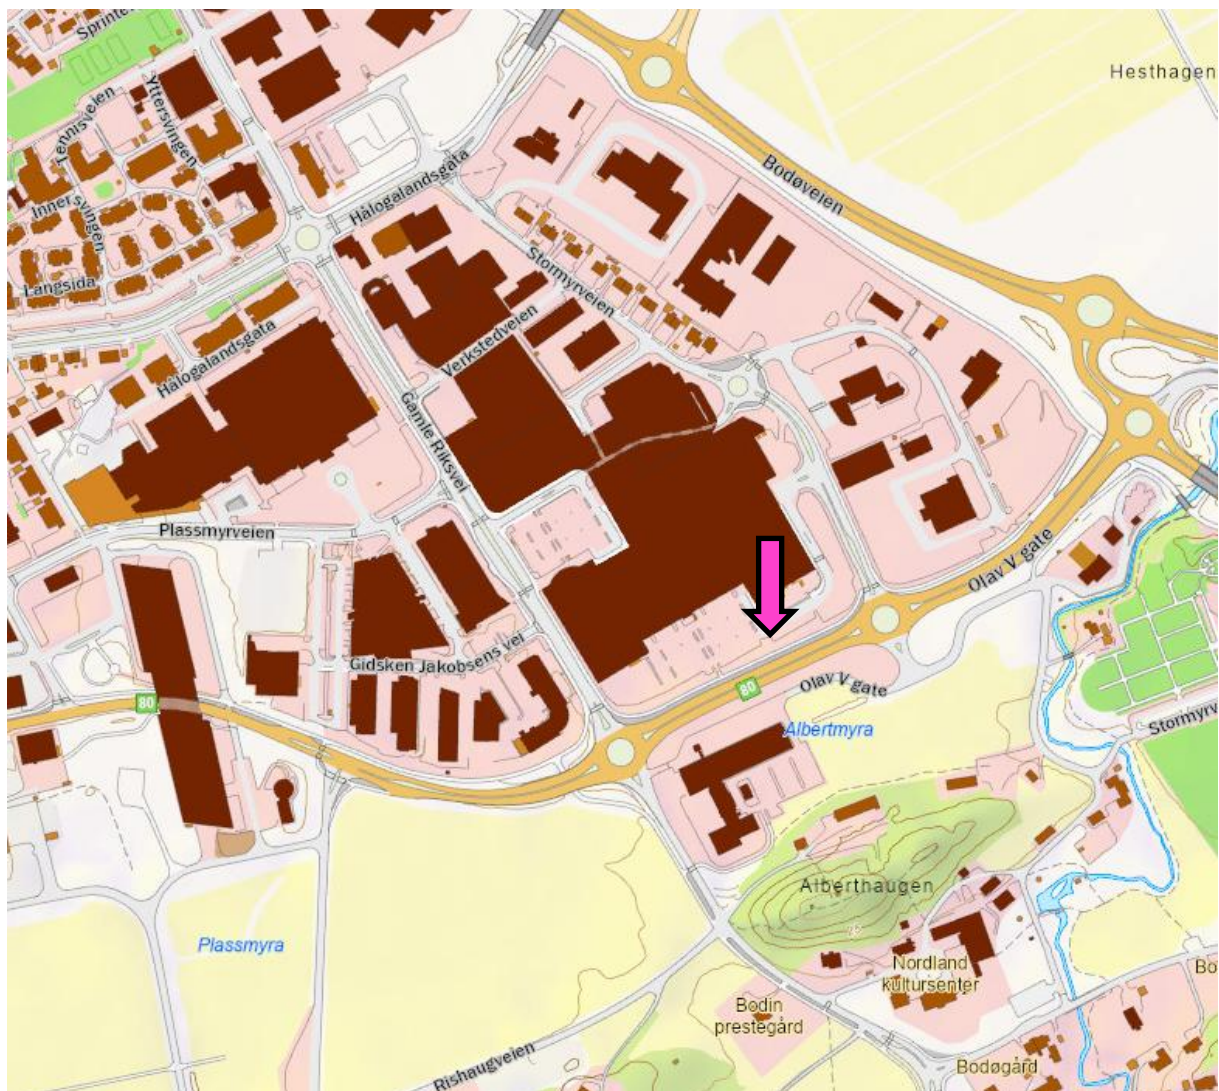 Hesthagen
Tennisveien
Yttersvingen
Bodøveien
Innersvingen
Hålogalandsgata
Langsida
Stormyrveien
Verkstedveien
Hålogalandsgata
Gamle Riksvei
Plassmyrveien
Olav V gate
Gidsken Jakobsens vei
80
80
Olav V gate
Albertmyra
Stormyrv
Alberthaugen
Plassmyra
Nordland
kultursenter
Bo
Bodin
prestegård
Rishaugveien
Bodøgård